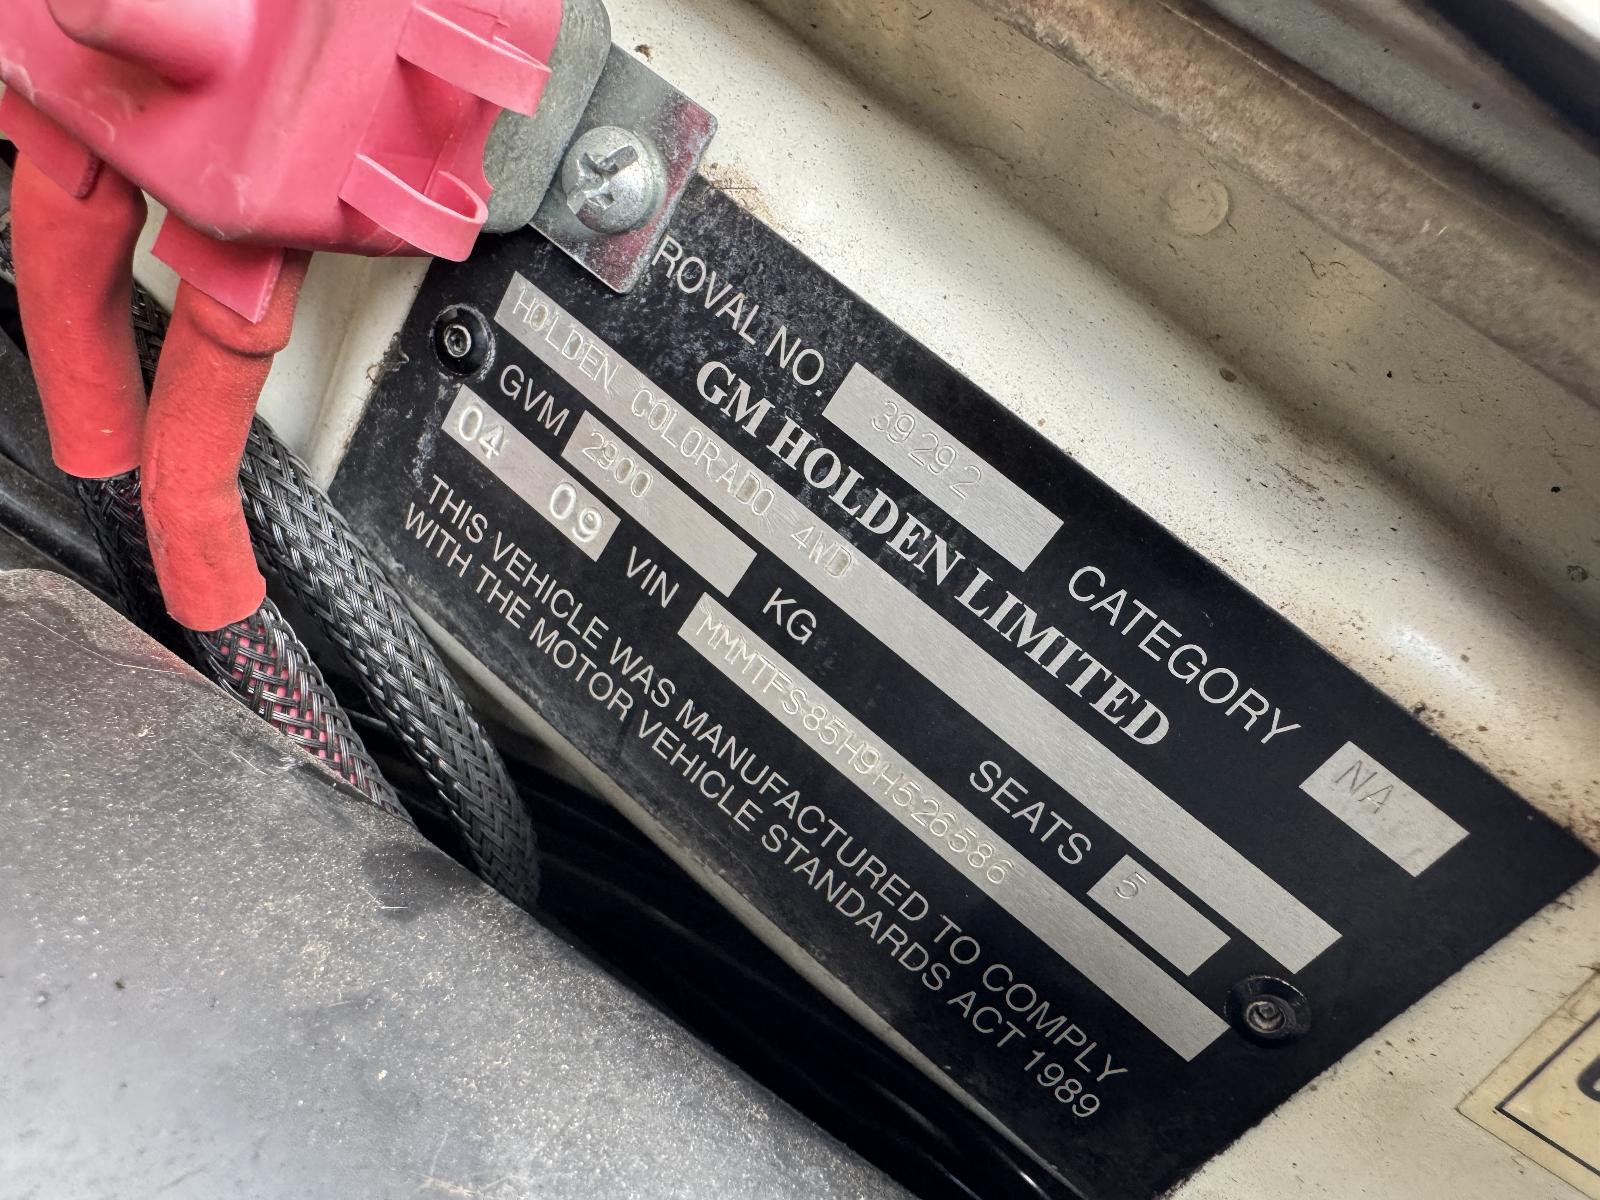 ROVAL NO. 39292 CATEGORY NA
GM HOLDEN LIMITED
HOLDEN COLORADO 4WD
GVM 2900 KG SEATS 5
04 09 VIN MMMTFS85H9H526586
THIS VEHICLE WAS MANUFACTURED TO COMPLY
WITH THE MOTOR VEHICLE STANDARDS ACT 1989